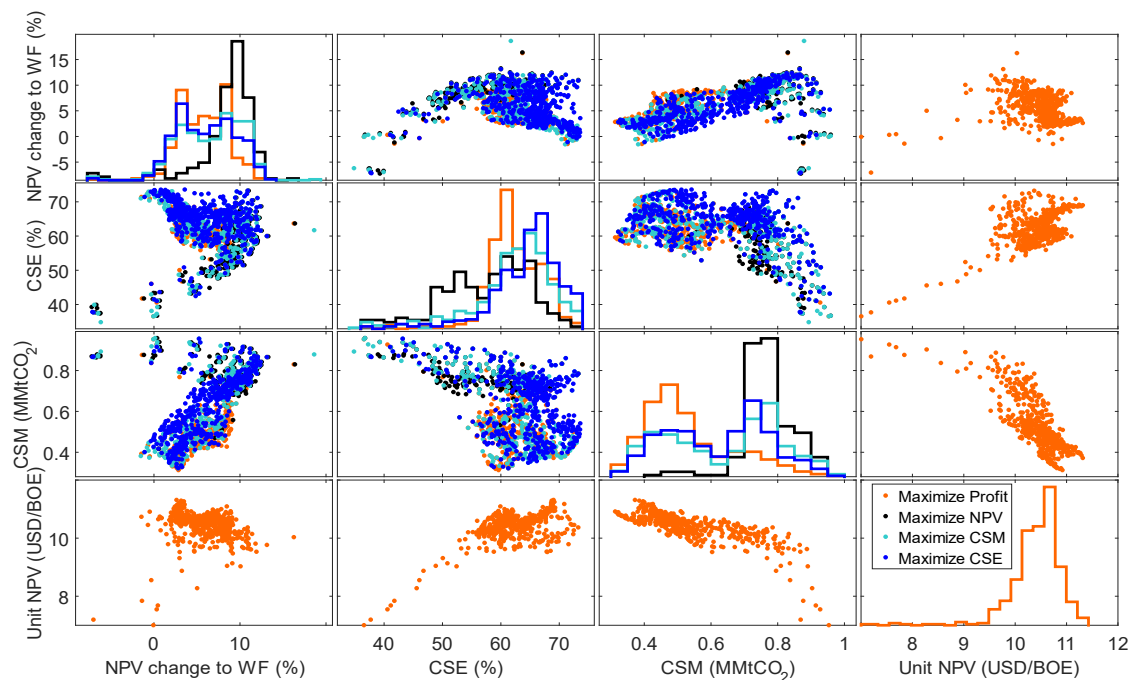 NPV change to WF (%)
15
10
5
0
-5
CSE (%)
70
60
50
40
CSM (MMtCO2)
0.8
0.6
0.4
Unit NPV (USD/BOE)
10
8
Maximize Profit
Maximize NPV
Maximize CSM
Maximize CSE
0 10
40 50 60 70
0.4 0.6 0.8 1
8 9 10 11 12
NPV change to WF (%)
CSE (%)
CSM (MMtCO2)
Unit NPV (USD/BOE)